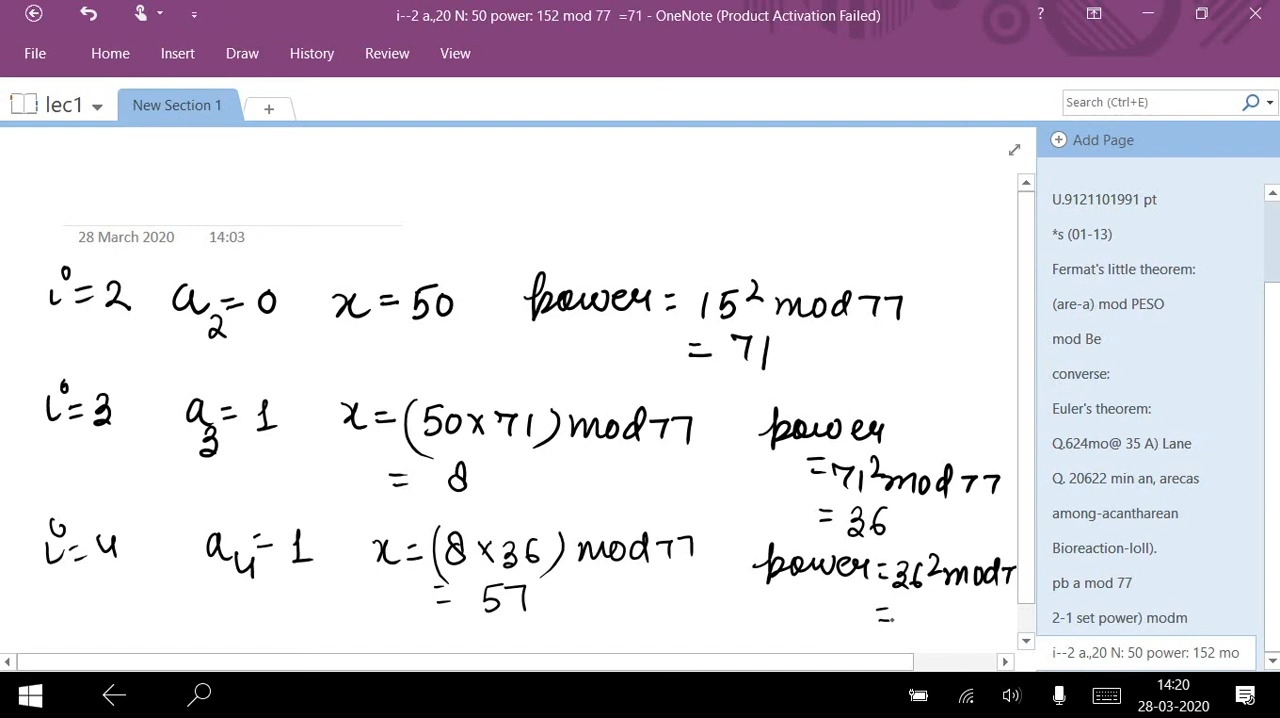 i--2 a.,20 N: 50 power: 152 mod 77 =71 - OneNote (Product Activation Failed)
?
File Home Insert Draw History Review View
lec1
New Section 1
+
Search (Ctrl+E)
Add Page
28 March 2020 14:03
i=2 a₂=0 x=50 power = 15² mod 77
= 71
i=3 a₃=1 x=(50×71) mod 77
= 8
power
=71² mod 77
= 36
i=4 a₄=1 x=(8×36) mod 77
= 57
power=36² mod 7
=
U.9121101991 pt
*s (01-13)
Fermat's little theorem:
(are-a) mod PESO
mod Be
converse:
Euler's theorem:
Q,624mo@ 35 A) Lane
Q. 20622 min an, arecas
among-acantharean
Bioreaction-loll).
pb a mod 77
2-1 set power) modm
i--2 a.,20 N: 50 power: 152 mo
14:20
28-03-2020